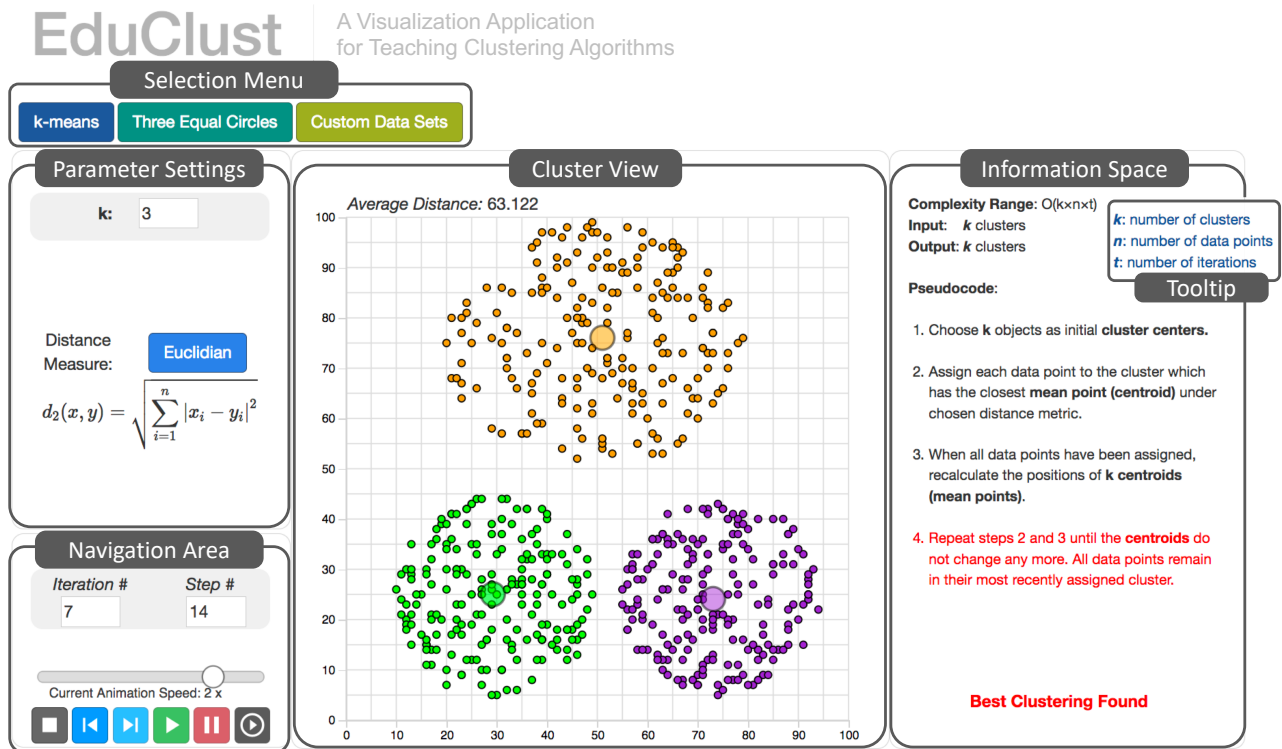 EduClust
A Visualization Application
for Teaching Clustering Algorithms
Selection Menu
k-means
Three Equal Circles
Custom Data Sets
Parameter Settings
k:
3
Distance
Measure:
Euclidian
d₂(x, y) = √∑ⁿᵢ₌₁ |xᵢ − yᵢ|²
Navigation Area
Iteration #
Step #
7
14
Current Animation Speed: 2 x
Cluster View
Average Distance: 63.122
100
90
80
70
60
50
40
30
20
10
0
0
10
20
30
40
50
60
70
80
90
100
Information Space
Complexity Range: O(k×n×t)
Input: k clusters
Output: k clusters
k: number of clusters
n: number of data points
t: number of iterations
Tooltip
Pseudocode:
1. Choose k objects as initial cluster centers.
2. Assign each data point to the cluster which
has the closest mean point (centroid) under
chosen distance metric.
3. When all data points have been assigned,
recalculate the positions of k centroids
(mean points).
4. Repeat steps 2 and 3 until the centroids do
not change any more. All data points remain
in their most recently assigned cluster.
Best Clustering Found